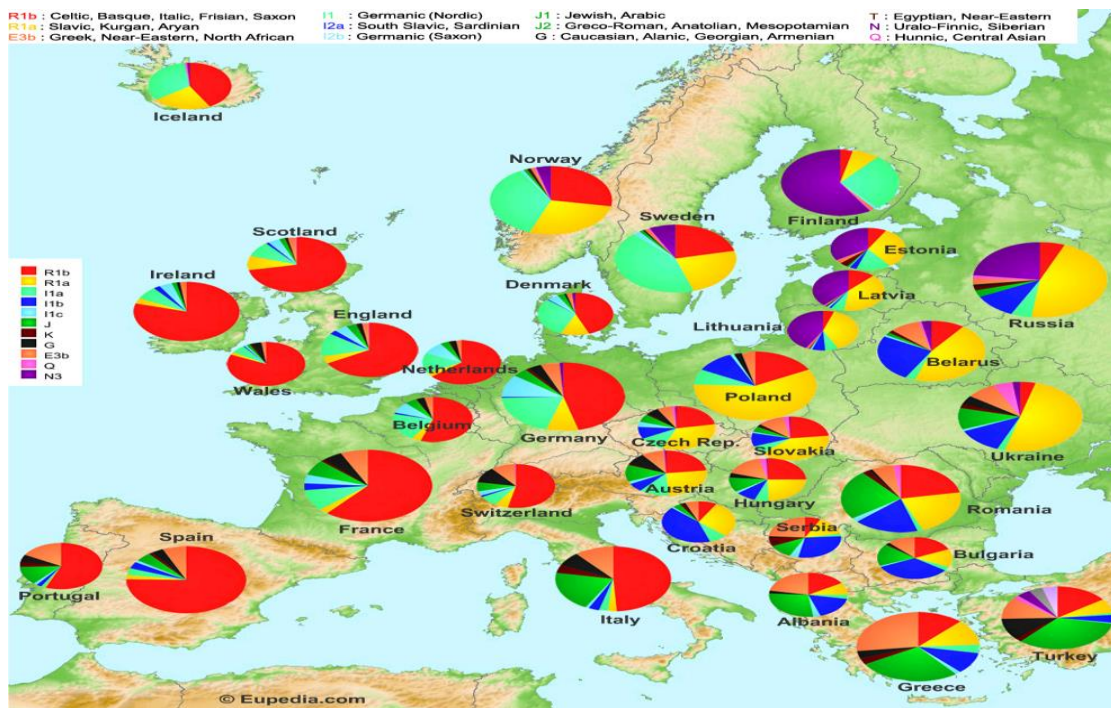 R1b : Celtic, Basque, Italic, Frisian, Saxon
R1a : Slavic, Kurgan, Aryan
E3b : Greek, Near-Eastern, North African
I1 : Germanic (Nordic)
I2a : South Slavic, Sardinian
I2b : Germanic (Saxon)
J1 : Jewish, Arabic
J2 : Greco-Roman, Anatolian, Mesopotamian
G : Caucasian, Alanic, Georgian, Armenian
T : Egyptian, Near-Eastern
N : Uralo-Finnic, Siberian
Q : Hunnic, Central Asian
Iceland
Norway
Finland
Sweden
Scotland
Estonia
Ireland
Denmark
Latvia
Russia
England
Lithuania
Belarus
Netherlands
Wales
Poland
Belgium
Germany
Czech Rep.
Slovakia
Ukraine
Austria
Hungary
France
Switzerland
Romania
Croatia
Serbia
Spain
Bulgaria
Portugal
Italy
Albania
Turkey
Greece
R1b
R1a
I1a
I1b
I1c
J
K
G
E3b
Q
N3
© Eupedia.com